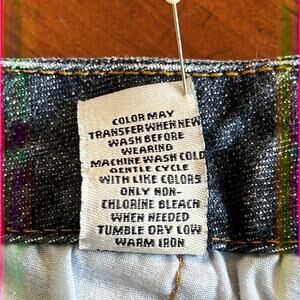 COLOR MAY
TRANSFER WHEN NEW
WASH BEFORE
WEARING
MACHINE WASH COLD
GENTLE CYCLE
WITH LIKE COLORS
ONLY NON-
CHLORINE BLEACH
WHEN NEEDED
TUMBLE DRY LOW
WARM IRON